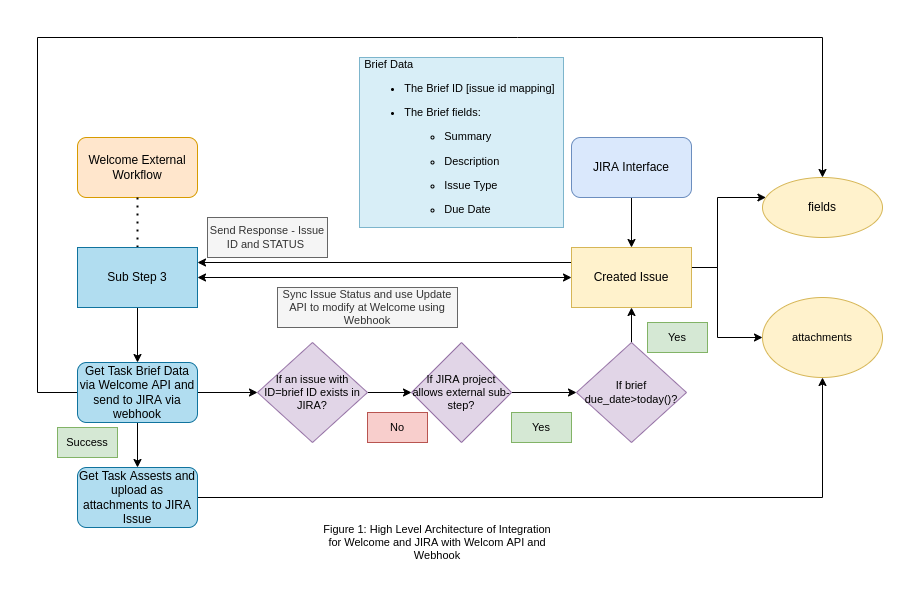 Brief Data
The Brief ID [issue id mapping]
The Brief fields:
Summary
Description
Issue Type
Due Date
Welcome External
Workflow
JIRA Interface
fields
Send Response - Issue
ID and STATUS
Sub Step 3
Created Issue
Sync Issue Status and use Update
API to modify at Welcome using
Webhook
Yes
attachments
Get Task Brief Data
via Welcome API and
send to JIRA via
webhook
If an issue with
ID=brief ID exists in
JIRA?
If JIRA project
allows external sub-
step?
If brief
due_date>today()?
No
Yes
Success
Get Task Assests and
upload as
attachments to JIRA
Issue
Figure 1: High Level Architecture of Integration
for Welcome and JIRA with Welcom API and
Webhook